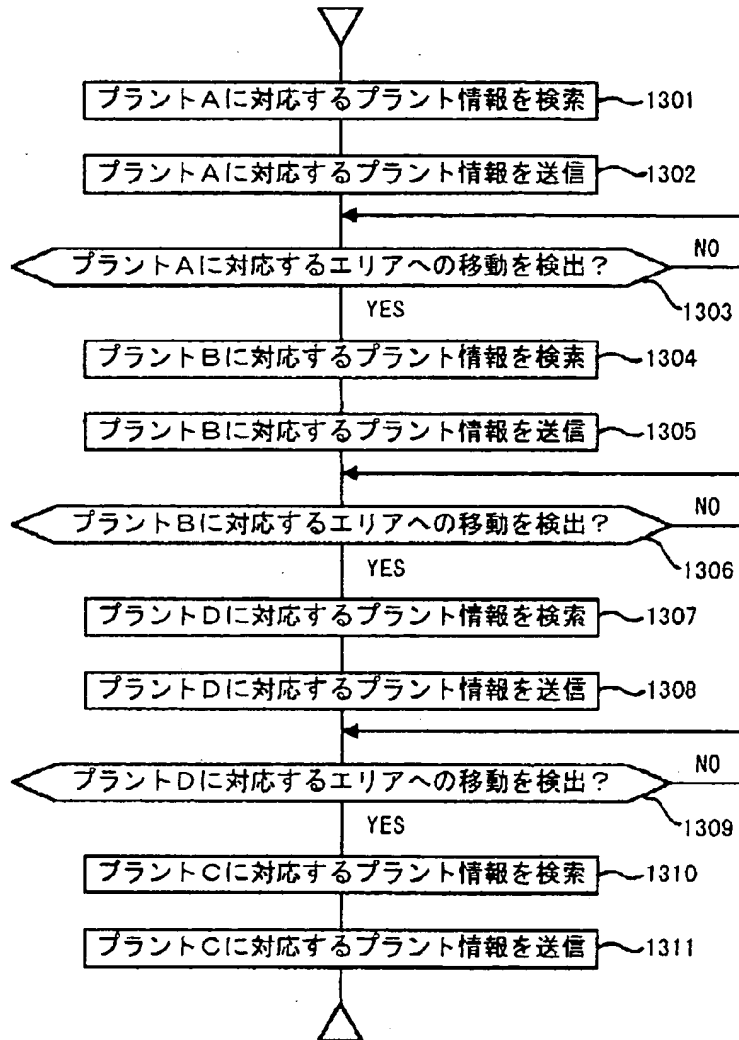 プラントAに対応するプラント情報を検索 1301
プラントAに対応するプラント情報を送信 1302
プラントAに対応するエリアへの移動を検出？ NO
1303
YES
プラントBに対応するプラント情報を検索 1304
プラントBに対応するプラント情報を送信 1305
プラントBに対応するエリアへの移動を検出？ NO
1306
YES
プラントDに対応するプラント情報を検索 1307
プラントDに対応するプラント情報を送信 1308
プラントDに対応するエリアへの移動を検出？ NO
1309
YES
プラントCに対応するプラント情報を検索 1310
プラントCに対応するプラント情報を送信 1311